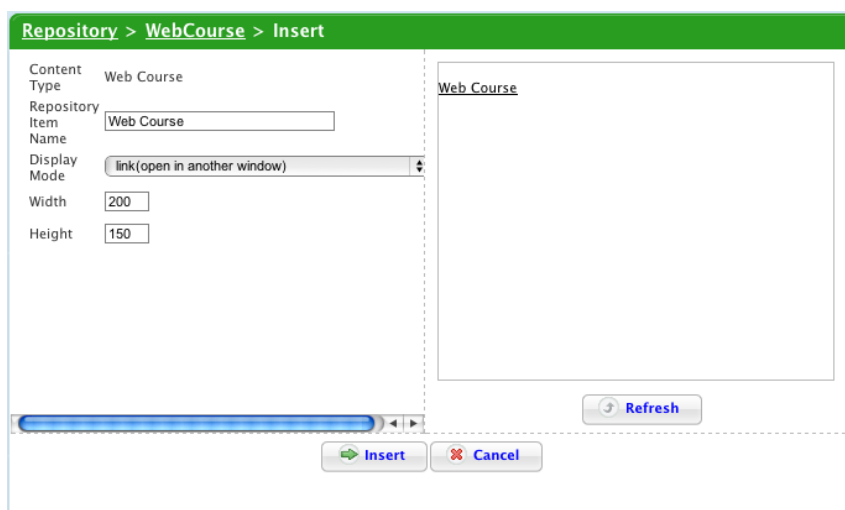 Repository > WebCourse > Insert
Content
Type
Web Course
Repository
Item
Name
Web Course
Display
Mode
link(open in another window)
Width
200
Height
150
Web Course
Refresh
Insert
Cancel